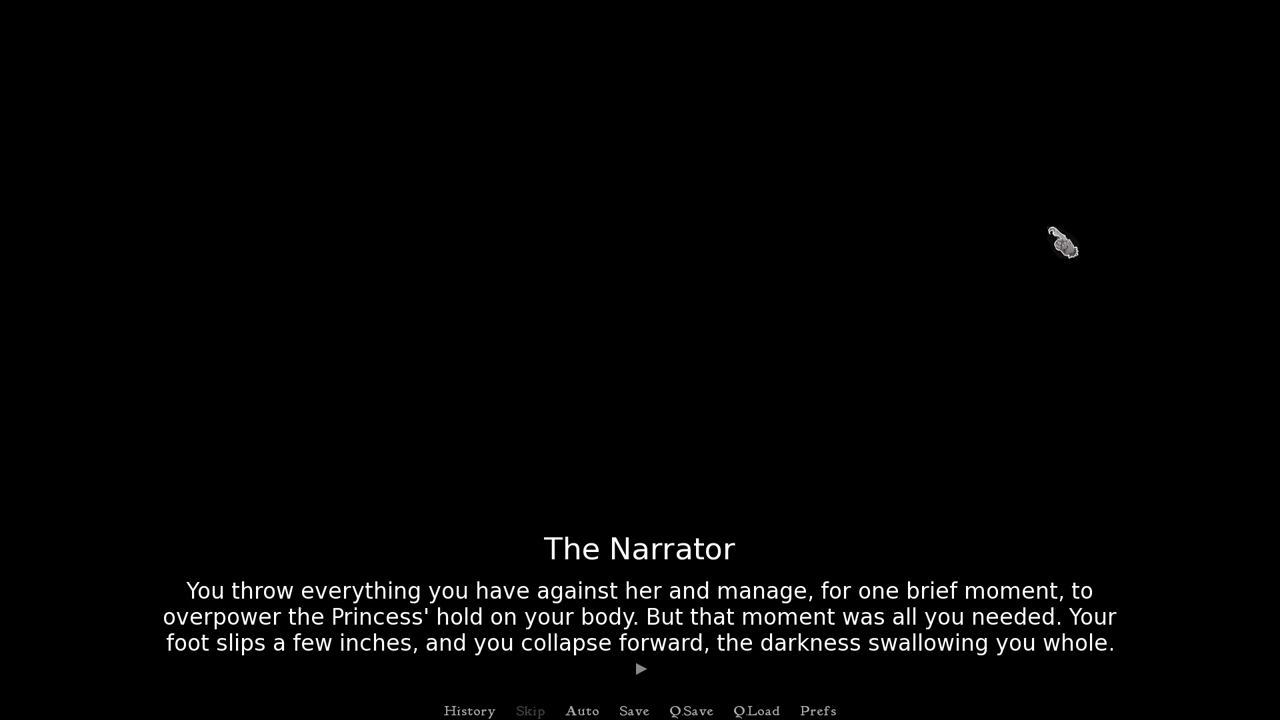 The Narrator
You throw everything you have against her and manage, for one brief moment, to
overpower the Princess' hold on your body. But that moment was all you needed. Your
foot slips a few inches, and you collapse forward, the darkness swallowing you whole.
History Skip Auto Save Q.Save Q.Load Prefs